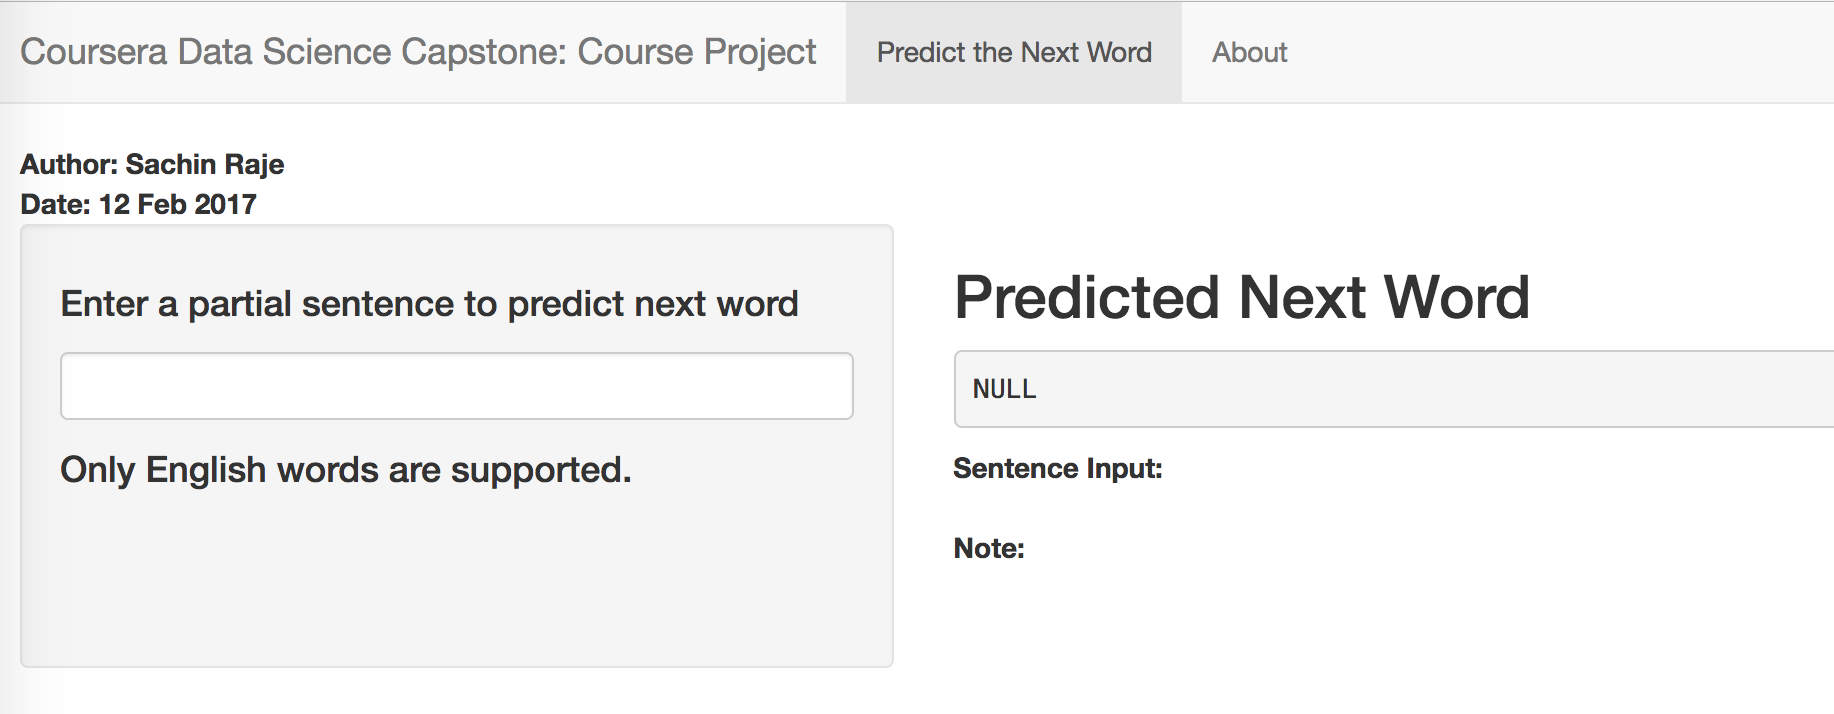 Coursera Data Science Capstone: Course Project Predict the Next Word About
Author: Sachin Raje
Date: 12 Feb 2017
Enter a partial sentence to predict next word
Only English words are supported.
Predicted Next Word
NULL
Sentence Input:
Note: